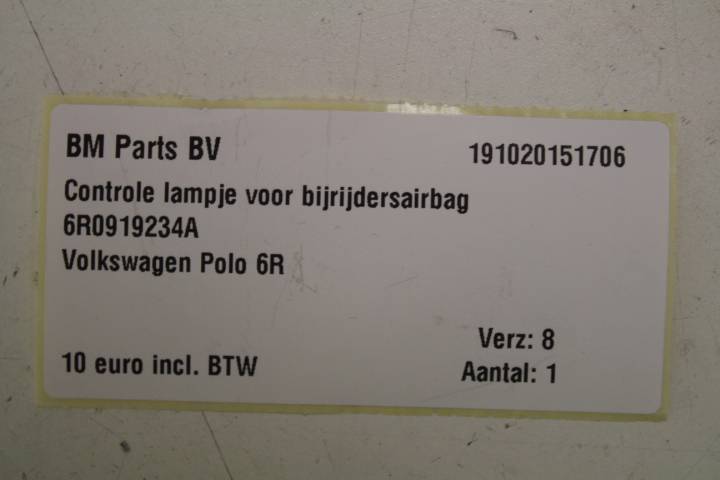 BM Parts BV 191020151706
Controle lampje voor bijrijdersairbag
6R0919234A
Volkswagen Polo 6R
Verz: 8
10 euro incl. BTW Aantal: 1